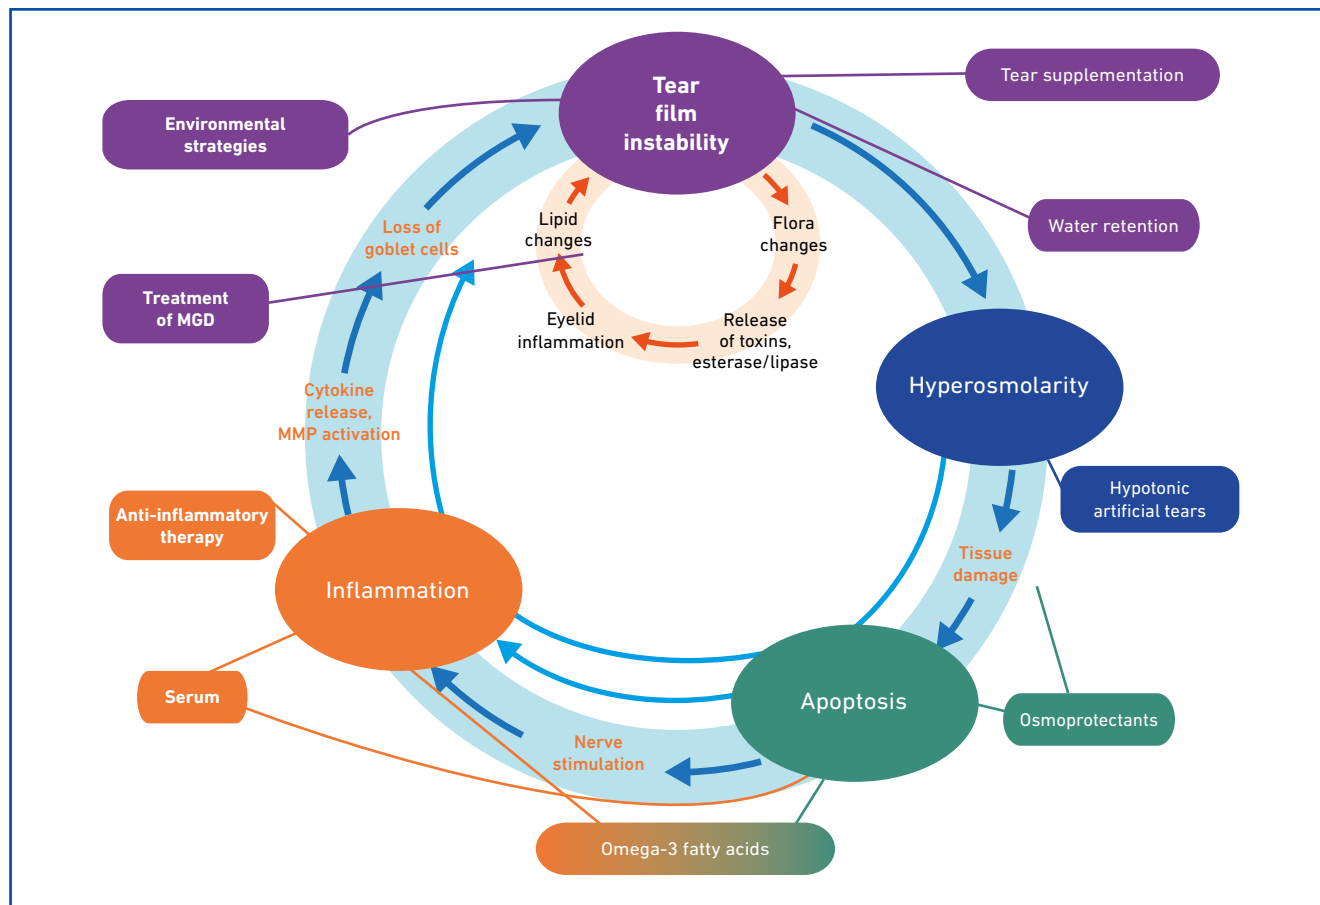 Tear
film
instability
Tear supplementation
Environmental
strategies
Water retention
Lipid
changes
Flora
changes
Loss of
goblet cells
Treatment
of MGD
Eyelid
inflammation
Release
of toxins,
esterase/lipase
Hyperosmolarity
Cytokine
release,
MMP activation
Hypotonic
artificial tears
Anti-inflammatory
therapy
Tissue
damage
Inflammation
Serum
Apoptosis
Osmoprotectants
Nerve
stimulation
Omega-3 fatty acids